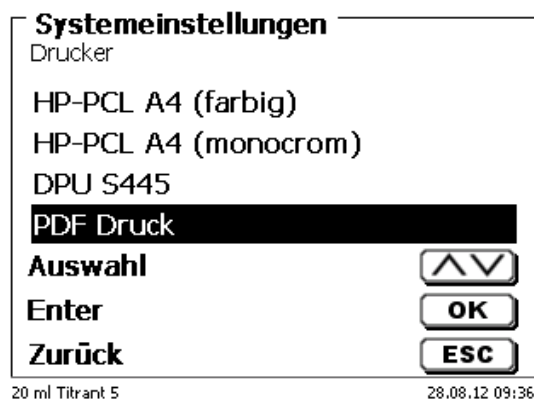 Systemeinstellungen
Drucker
HP-PCL A4 (farbig)
HP-PCL A4 (monocrom)
DPU S445
PDF Druck
Auswahl
Enter OK
Zurück ESC
20 ml Titrant 5 28.08.12 09:36